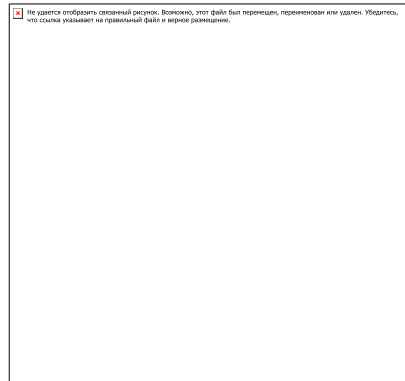 Не удается отобразить связанный рисунок. Возможно, этот файл был перемещен, переименован или удален. Убедитесь,
что ссылка указывает на правильный файл и верное размещение.